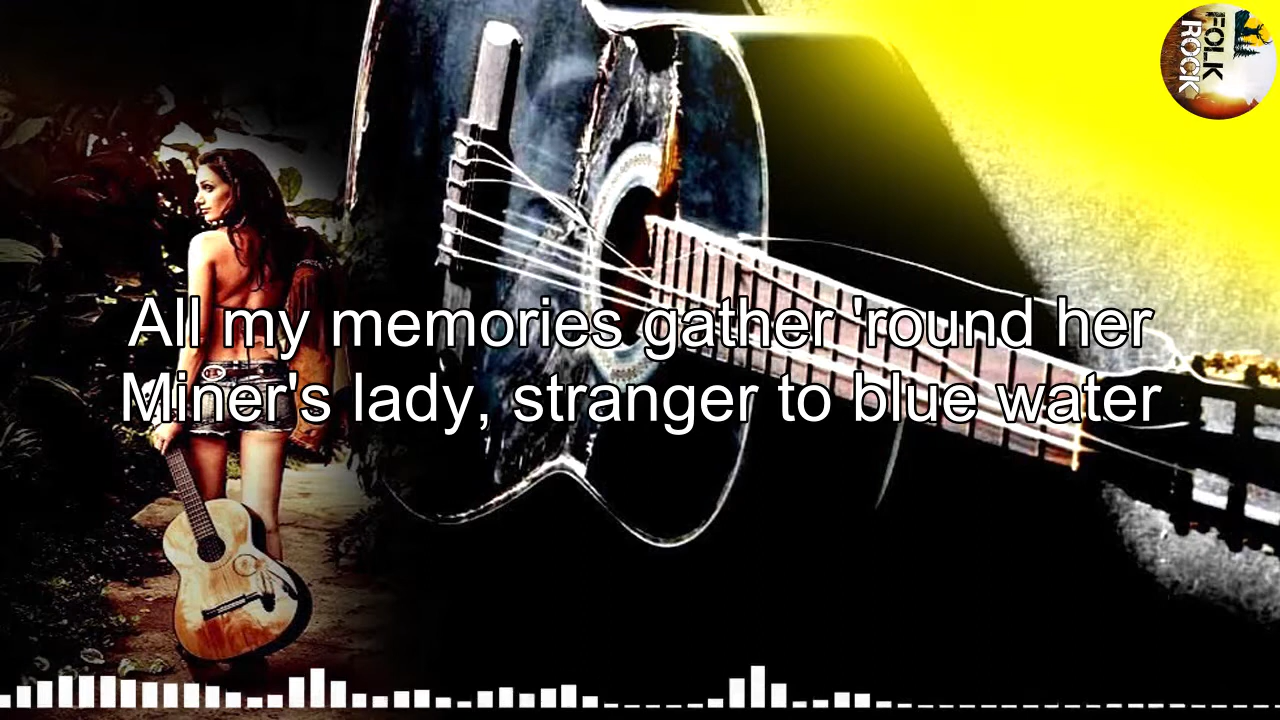 FOLK
ROCK
All my memories gather 'round her
Miner's lady, stranger to blue water